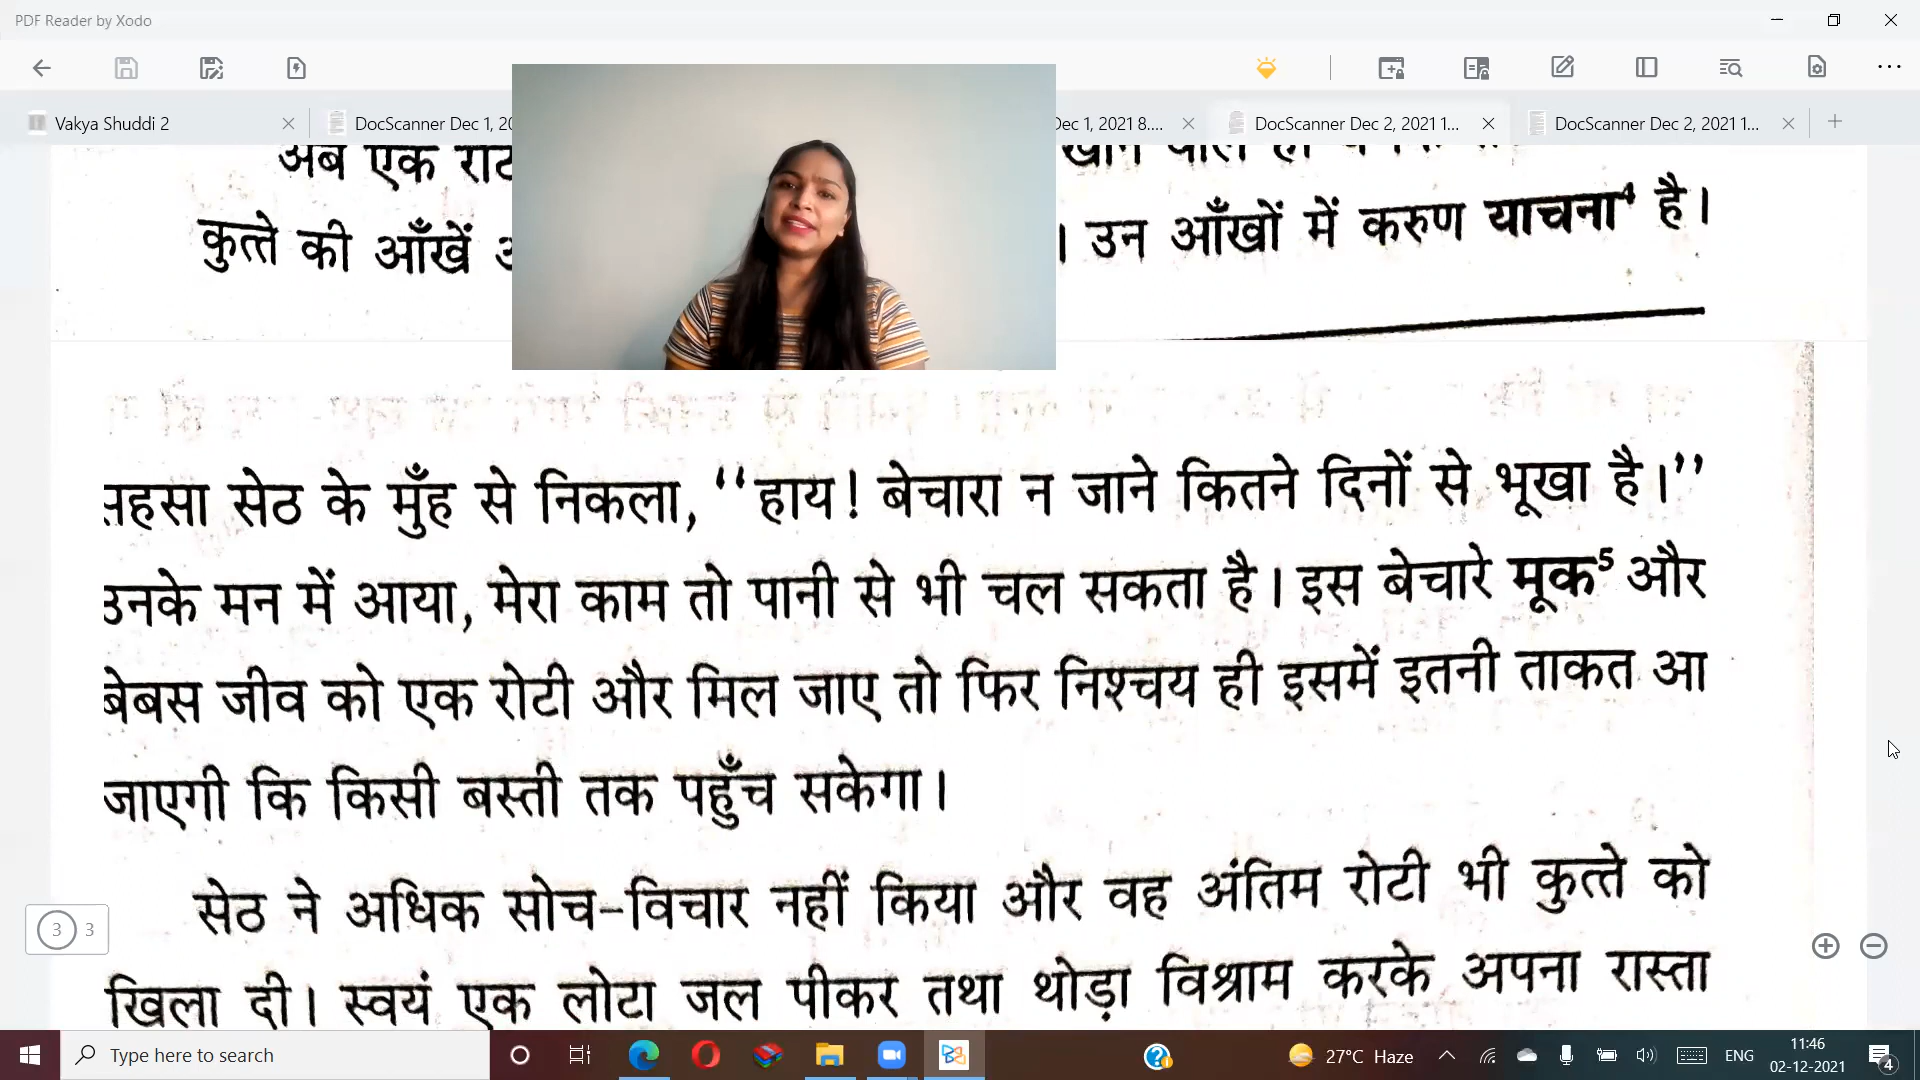 PDF Reader by Xodo
Vakya Shuddi 2
DocScanner Dec 1, 20
Dec 1, 2021 8....
DocScanner Dec 2, 2021 1...
DocScanner Dec 2, 2021 1...
अब एक
कुत्ते की आँखें । उन आँखों में करुण याचना⁴ है।
सहसा सेठ के मुँह से निकला, ‘‘हाय! बेचारा न जाने कितने दिनों से भूखा है।’’
उनके मन में आया, मेरा काम तो पानी से भी चल सकता है। इस बेचारे मूक⁵ और
बेबस जीव को एक रोटी और मिल जाए तो फिर निश्चय ही इसमें इतनी ताकत आ
जाएगी कि किसी बस्ती तक पहुँच सकेगा।
सेठ ने अधिक सोच-विचार नहीं किया और वह अंतिम रोटी भी कुत्ते को
खिला दी। स्वयं एक लोटा जल पीकर तथा थोड़ा विश्राम करके अपना रास्ता
3 3
Type here to search
27°C Haze
ENG
11:46
02-12-2021
4